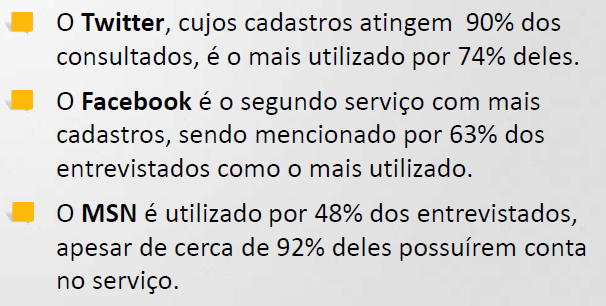 O Twitter, cujos cadastros atingem 90% dos
consultados, é o mais utilizado por 74% deles.
O Facebook é o segundo serviço com mais
cadastros, sendo mencionado por 63% dos
entrevistados como o mais utilizado.
O MSN é utilizado por 48% dos entrevistados,
apesar de cerca de 92% deles possuírem conta
no serviço.